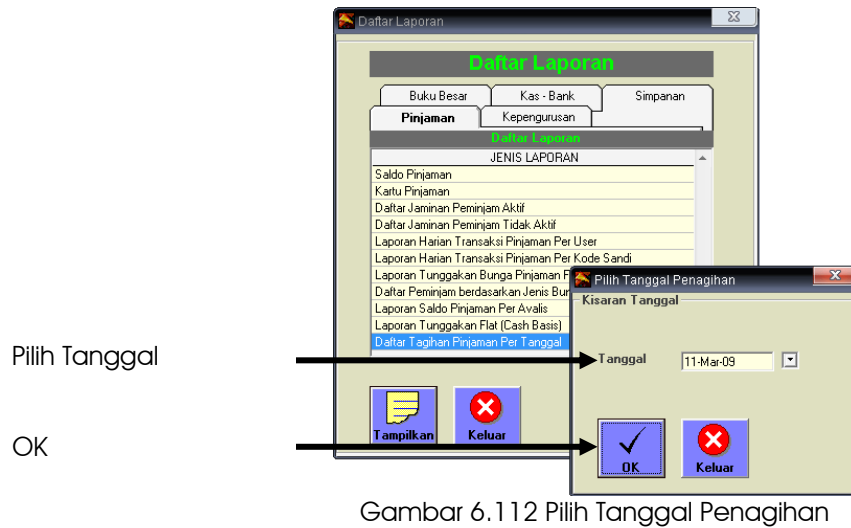 Daftar Laporan
Daftar Laporan
Buku Besar Kas - Bank Simpanan
Pinjaman Kepengurusan
Daftar Laporan
JENIS LAPORAN
Saldo Pinjaman
Kartu Pinjaman
Daftar Jaminan Peminjam Aktif
Daftar Jaminan Peminjam Tidak Aktif
Laporan Harian Transaksi Pinjaman Per User
Laporan Harian Transaksi Pinjaman Per Kode Sandi
Laporan Tunggakan Bunga Pinjaman
Daftar Peminjam berdasarkan Jenis
Laporan Saldo Pinjaman Per Avalis
Laporan Tunggakan Flat (Cash Basis)
Daftar Tagihan Pinjaman Per Tanggal
Tampilkan Keluar
Pilih Tanggal Penagihan
Kisaran Tanggal
Tanggal 11-Mar-09
OK Keluar
Pilih Tanggal
OK
Gambar 6.112 Pilih Tanggal Penagihan